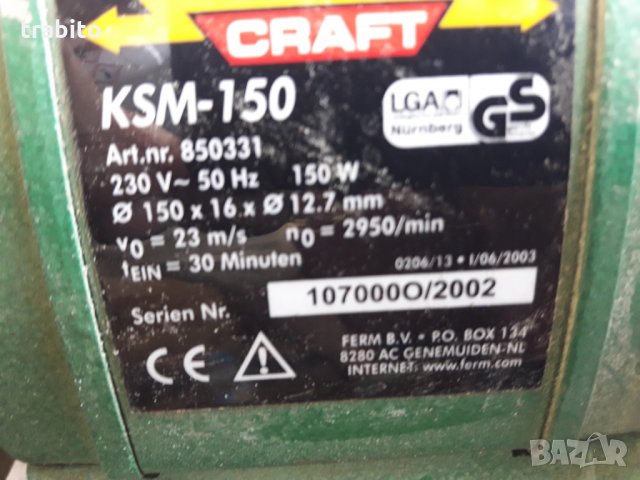 trabito
CRAFT
KSM-150
LGA
Nürnberg
GS
Art.nr. 850331
230 V~ 50 Hz 150 W
Ø 150 x 16 x Ø 12.7 mm
v0 = 23 m/s n0 = 2950/min
tEIN = 30 Minuten
0206/13 • I/06/2003
Serien Nr. 107000O/2002
CE
FERM B.V. • P.O. BOX 134
8280 AC GENEMUIDEN-NL
INTERNET: www.ferm.com
BAZAR